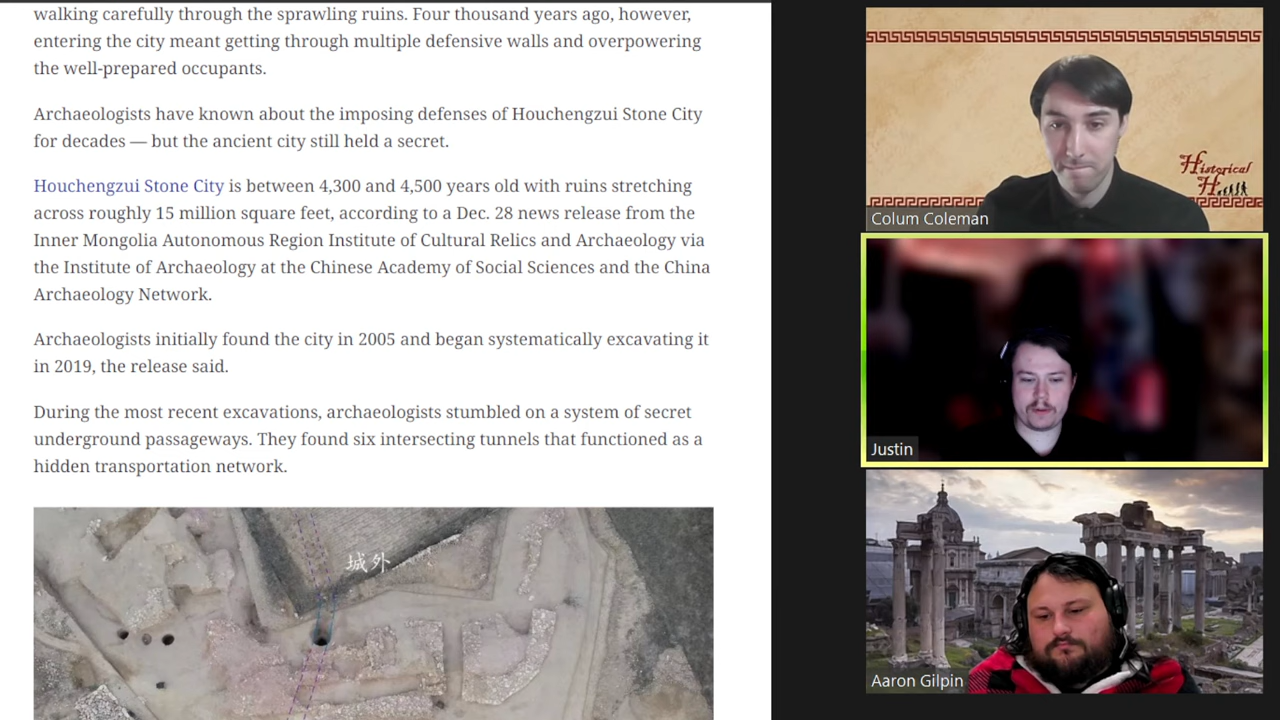 walking carefully through the sprawling ruins. Four thousand years ago, however,
entering the city meant getting through multiple defensive walls and overpowering
the well-prepared occupants.
Archaeologists have known about the imposing defenses of Houchengzui Stone City
for decades — but the ancient city still held a secret.
Houchengzui Stone City is between 4,300 and 4,500 years old with ruins stretching
across roughly 15 million square feet, according to a Dec. 28 news release from the
Inner Mongolia Autonomous Region Institute of Cultural Relics and Archaeology via
the Institute of Archaeology at the Chinese Academy of Social Sciences and the China
Archaeology Network.
Archaeologists initially found the city in 2005 and began systematically excavating it
in 2019, the release said.
During the most recent excavations, archaeologists stumbled on a system of secret
underground passageways. They found six intersecting tunnels that functioned as a
hidden transportation network.
城外
Historical
H
Colum Coleman
Justin
Aaron Gilpin